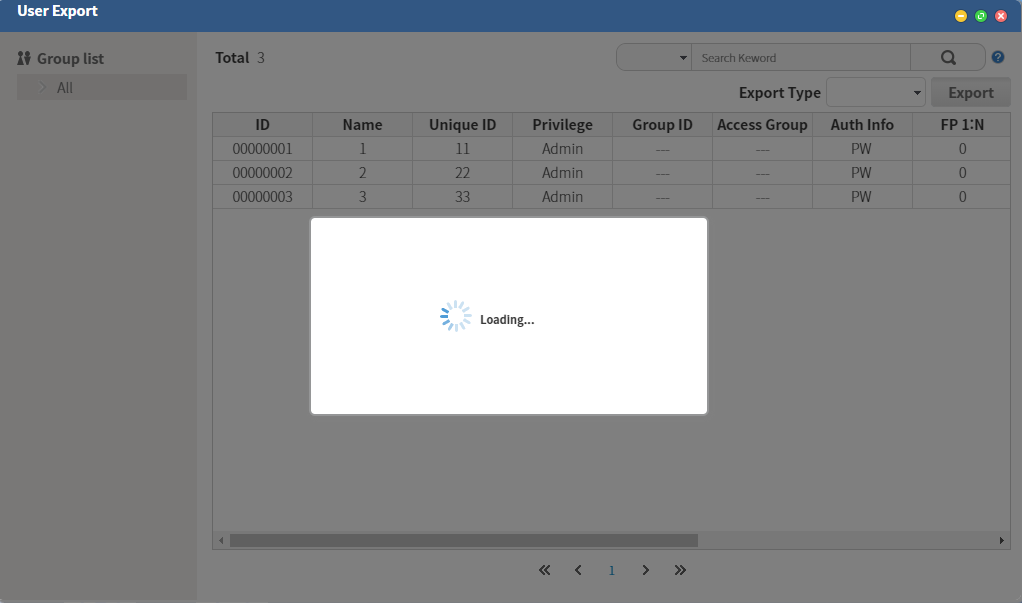 User Export
Group list
All
Total 3
Search Keword
Export Type
Export
ID Name Unique ID Privilege Group ID Access Group Auth Info FP 1:N
00000001 1 11 Admin --- --- PW 0
00000002 2 22 Admin --- --- PW 0
00000003 3 33 Admin --- --- PW 0
Loading...
1